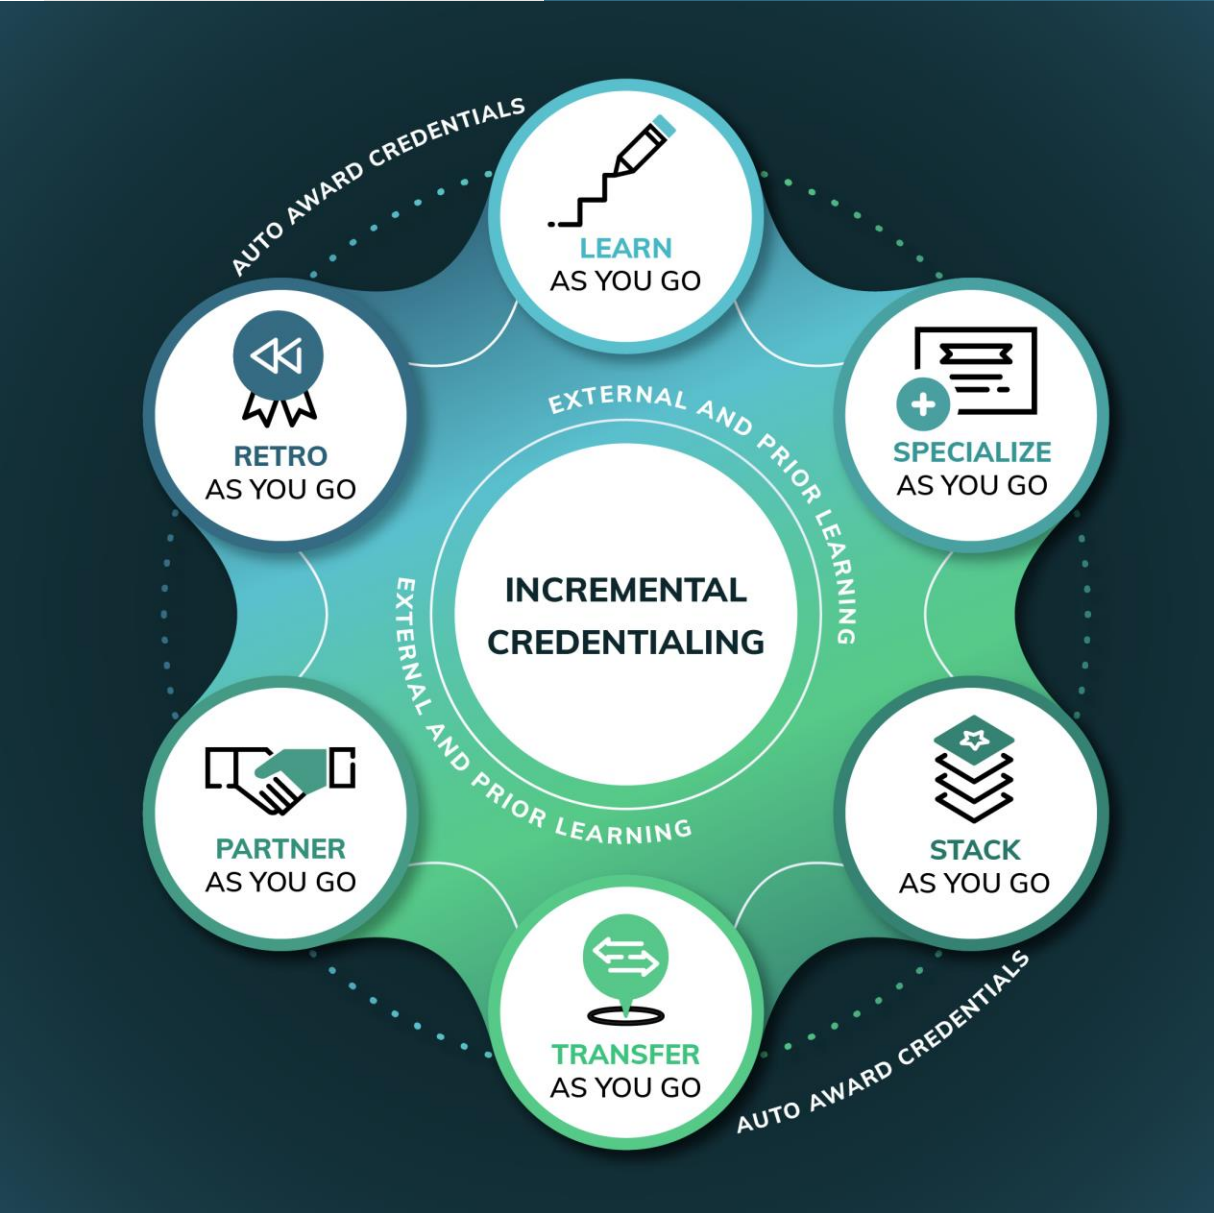 AUTO AWARD CREDENTIALS
LEARN
AS YOU GO
RETRO
AS YOU GO
SPECIALIZE
AS YOU GO
EXTERNAL AND PRIOR LEARNING
INCREMENTAL
CREDENTIALING
EXTERNAL AND PRIOR LEARNING
PARTNER
AS YOU GO
STACK
AS YOU GO
TRANSFER
AS YOU GO
AUTO AWARD CREDENTIALS